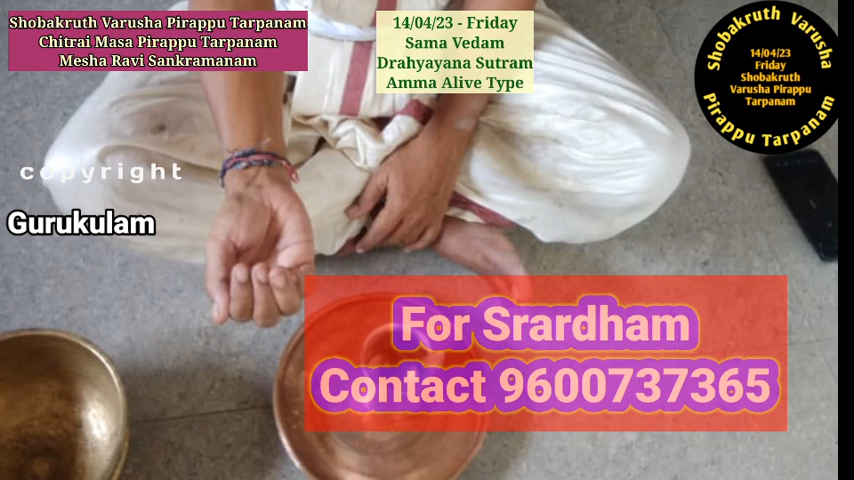 Shobakruth Varusha Pirappu Tarpanam
Chitrai Masa Pirappu Tarpanam
Mesha Ravi Sankramanam
14/04/23 - Friday
Sama Vedam
Drahyayana Sutram
Amma Alive Type
Shobakruth Varusha
14/04/23
Friday
Shobakruth
Varusha Pirappu
Tarpanam
Pirappu Tarpanam
copyright
Gurukulam
For Srardham
Contact 9600737365